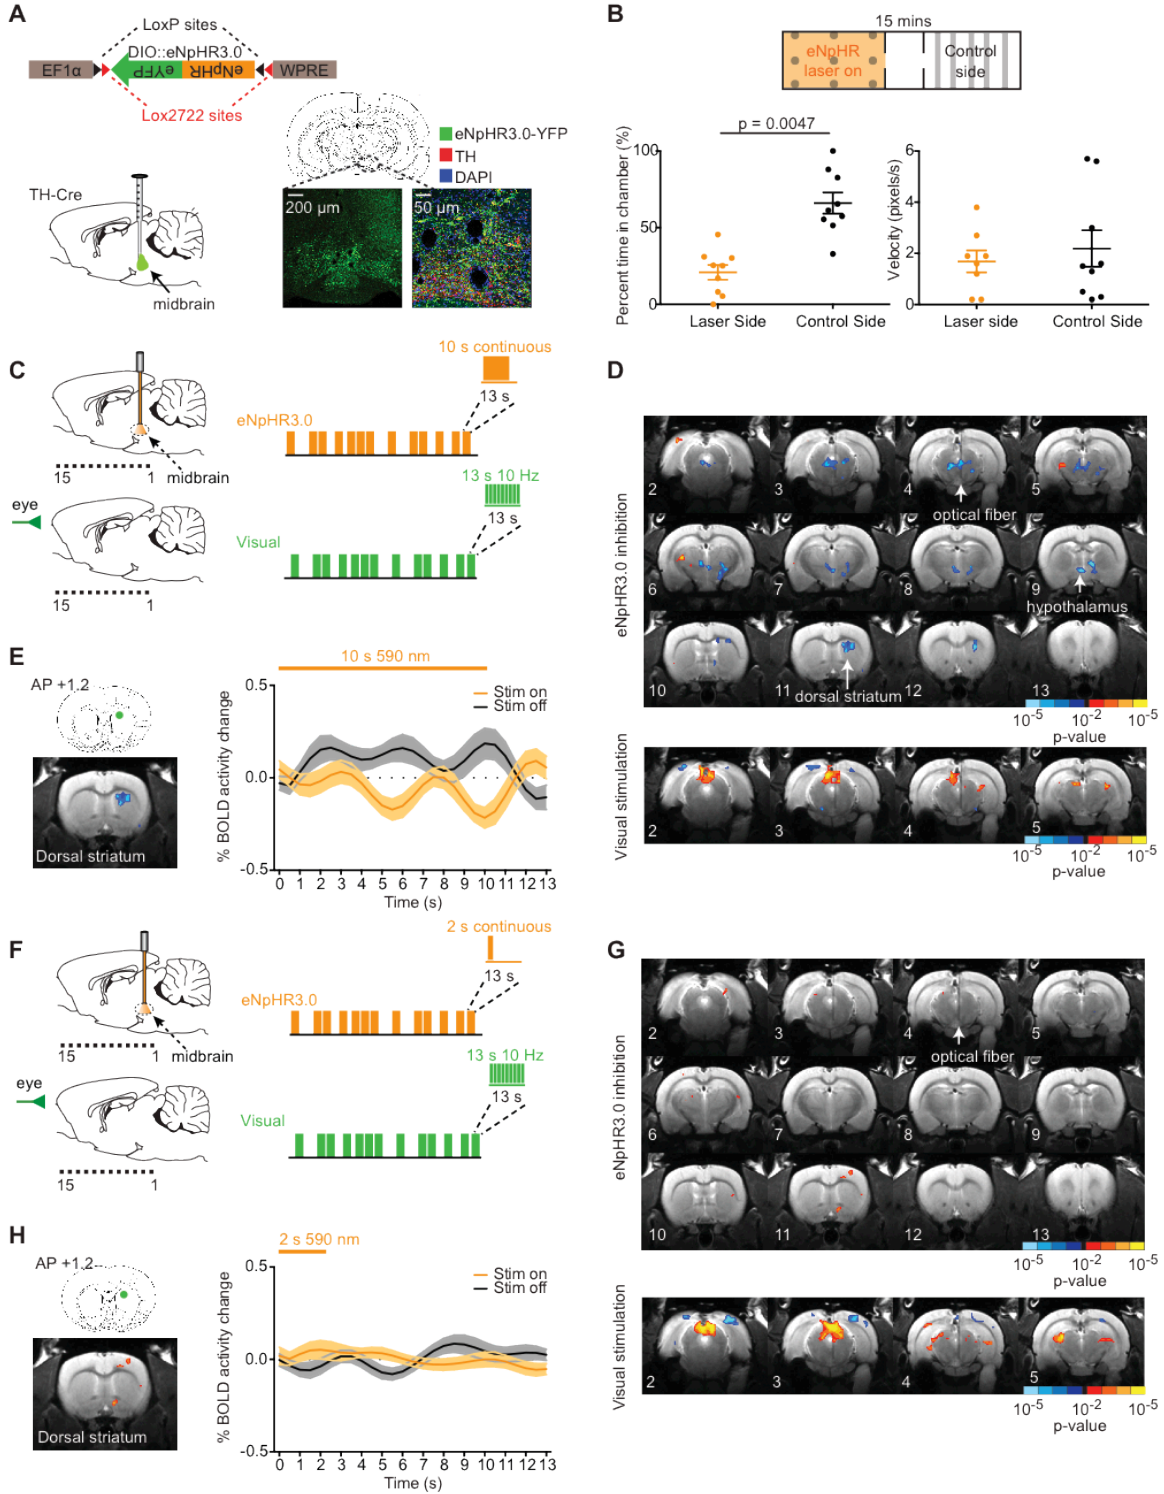 A
LoxP sites
DIO::eNpHR3.0
EF1α
eYFP
eNpHR
WPRE
Lox2722 sites
eNpHR3.0-YFP
TH
DAPI
TH-Cre
200 µm
50 µm
midbrain
B
15 mins
eNpHR
laser on
Control
side
p = 0.0047
Percent time in chamber (%)
100
50
0
Laser Side
Control Side
Velocity (pixels/s)
6
4
2
0
Laser side
Control Side
C
10 s continuous
13 s
eNpHR3.0
midbrain
15
1
13 s 10 Hz
13 s
eye
Visual
15
1
D
eNpHR3.0 inhibition
2
3
4
5
optical fiber
6
7
8
9
hypothalamus
10
11
12
13
dorsal striatum
10-5
10-2
10-5
p-value
Visual stimulation
2
3
4
5
10-5
10-2
10-5
p-value
E
AP +1.2
Dorsal striatum
10 s 590 nm
Stim on
Stim off
% BOLD activity change
0.5
0.0
-0.5
0 1 2 3 4 5 6 7 8 9 10 11 12 13
Time (s)
F
2 s continuous
13 s
eNpHR3.0
midbrain
15
1
13 s 10 Hz
13 s
eye
Visual
15
1
G
eNpHR3.0 inhibition
2
3
4
5
optical fiber
6
7
8
9
10
11
12
13
10-5
10-2
10-5
p-value
Visual stimulation
2
3
4
5
10-5
10-2
10-5
p-value
H
AP +1.2
Dorsal striatum
2 s 590 nm
Stim on
Stim off
% BOLD activity change
0.5
0.0
-0.5
0 1 2 3 4 5 6 7 8 9 10 11 12 13
Time (s)